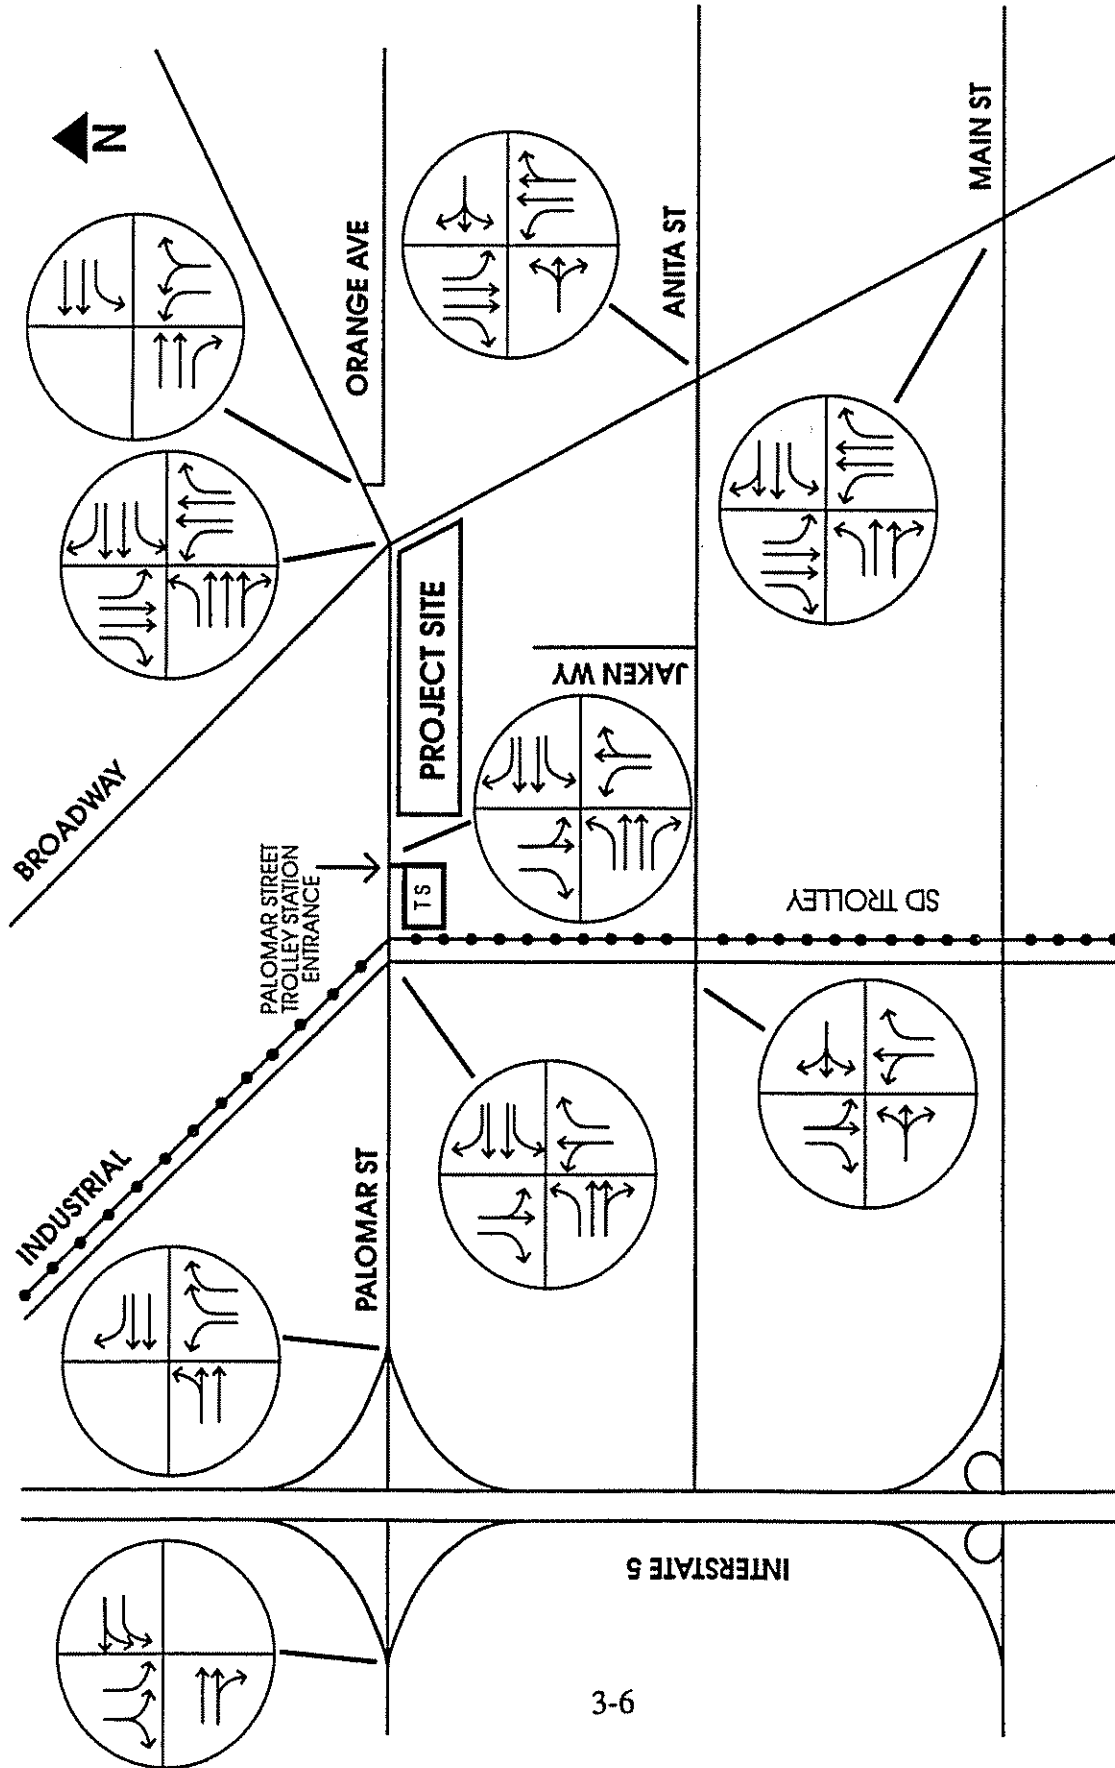 N
BROADWAY
ORANGE AVE
PALOMAR STREET
TROLLEY STATION
ENTRANCE
INDUSTRIAL
PALOMAR ST
TS
PROJECT SITE
JAKEN WY
ANITA ST
MAIN ST
SD TROLLEY
INTERSTATE 5
3-6